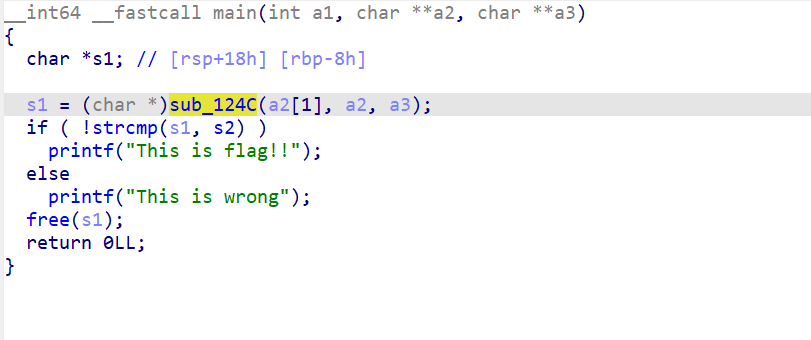 __int64 __fastcall main(int a1, char **a2, char **a3)
{
  char *s1; // [rsp+18h] [rbp-8h]

  s1 = (char *)sub_124C(a2[1], a2, a3);
  if ( !strcmp(s1, s2) )
    printf("This is flag!!");
  else
    printf("This is wrong");
  free(s1);
  return 0LL;
}